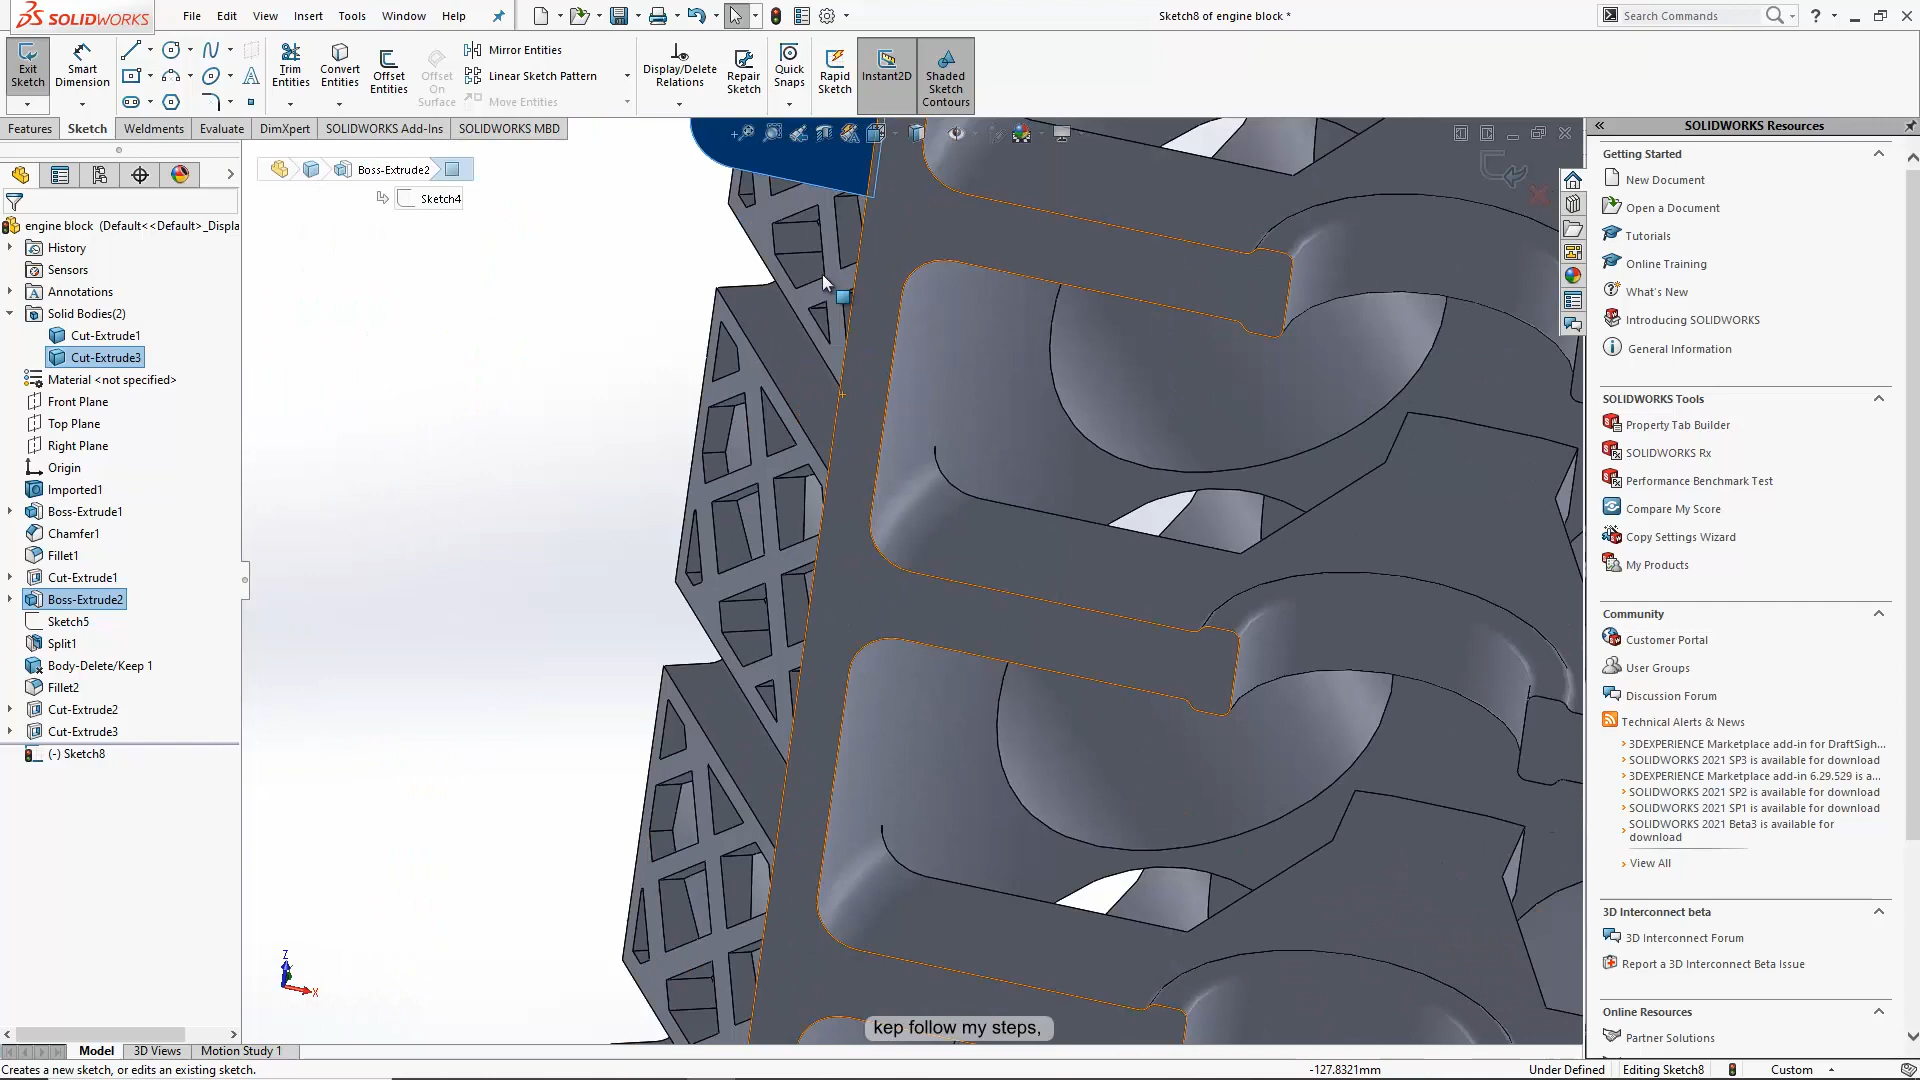 SOLIDWORKS
File Edit View Insert Tools Window Help
Sketch8 of engine block *
Search Commands
Exit Sketch
Smart Dimension
Trim Entities
Convert Entities
Offset Entities
Offset On Surface
Mirror Entities
Linear Sketch Pattern
Move Entities
Display/Delete Relations
Repair Sketch
Quick Snaps
Rapid Sketch
Instant2D
Shaded Sketch Contours
Features Sketch Weldments Evaluate DimXpert SOLIDWORKS Add-Ins SOLIDWORKS MBD
Boss-Extrude2
Sketch4
engine block (Default<<Default>_Displa
History
Sensors
Annotations
Solid Bodies(2)
Cut-Extrude1
Cut-Extrude3
Material <not specified>
Front Plane
Top Plane
Right Plane
Origin
Imported1
Boss-Extrude1
Chamfer1
Fillet1
Cut-Extrude1
Boss-Extrude2
Sketch5
Split1
Body-Delete/Keep 1
Fillet2
Cut-Extrude2
Cut-Extrude3
(-) Sketch8
Z
X
kep follow my steps,
SOLIDWORKS Resources
Getting Started
New Document
Open a Document
Tutorials
Online Training
What's New
Introducing SOLIDWORKS
General Information
SOLIDWORKS Tools
Property Tab Builder
SOLIDWORKS Rx
Performance Benchmark Test
Compare My Score
Copy Settings Wizard
My Products
Community
Customer Portal
User Groups
Discussion Forum
Technical Alerts & News
3DEXPERIENCE Marketplace add-in for DraftSigh...
SOLIDWORKS 2021 SP3 is available for download
3DEXPERIENCE Marketplace add-in 6.29.529 is a...
SOLIDWORKS 2021 SP2 is available for download
SOLIDWORKS 2021 SP1 is available for download
SOLIDWORKS 2021 Beta3 is available for
download
View All
3D Interconnect beta
3D Interconnect Forum
Report a 3D Interconnect Beta Issue
Online Resources
Partner Solutions
Model 3D Views Motion Study 1
Creates a new sketch, or edits an existing sketch.
-127.8321mm Under Defined Editing Sketch8 Custom